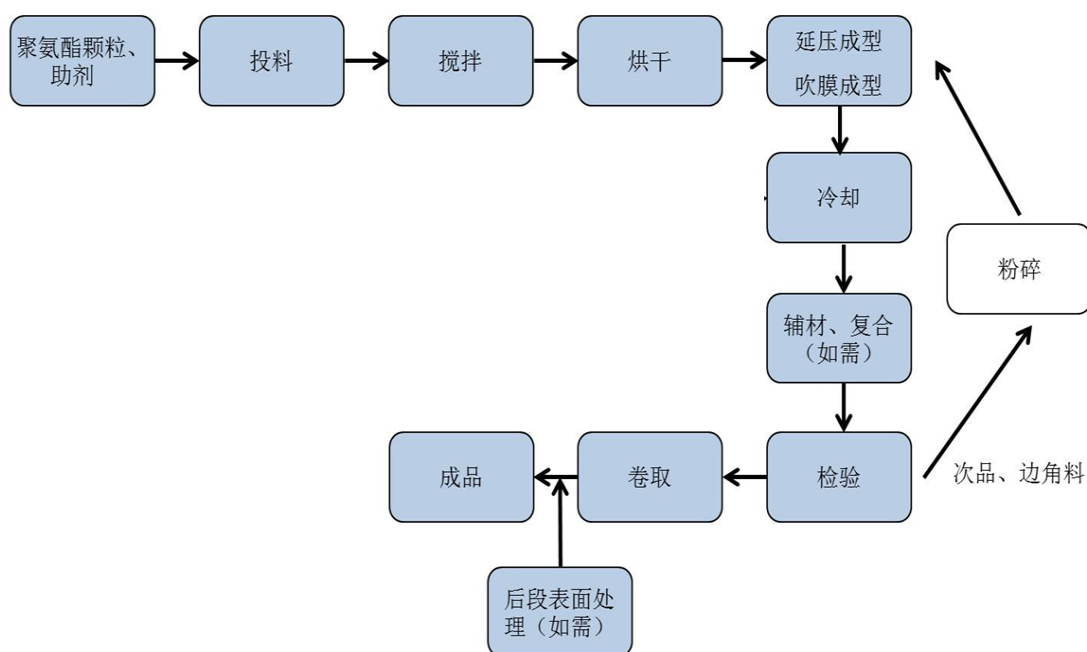 聚氨酯颗粒、
助剂
投料
搅拌
烘干
延压成型
吹膜成型
冷却
粉碎
辅材、复合
（如需）
成品
卷取
检验
次品、边角料
后段表面处
理（如需）